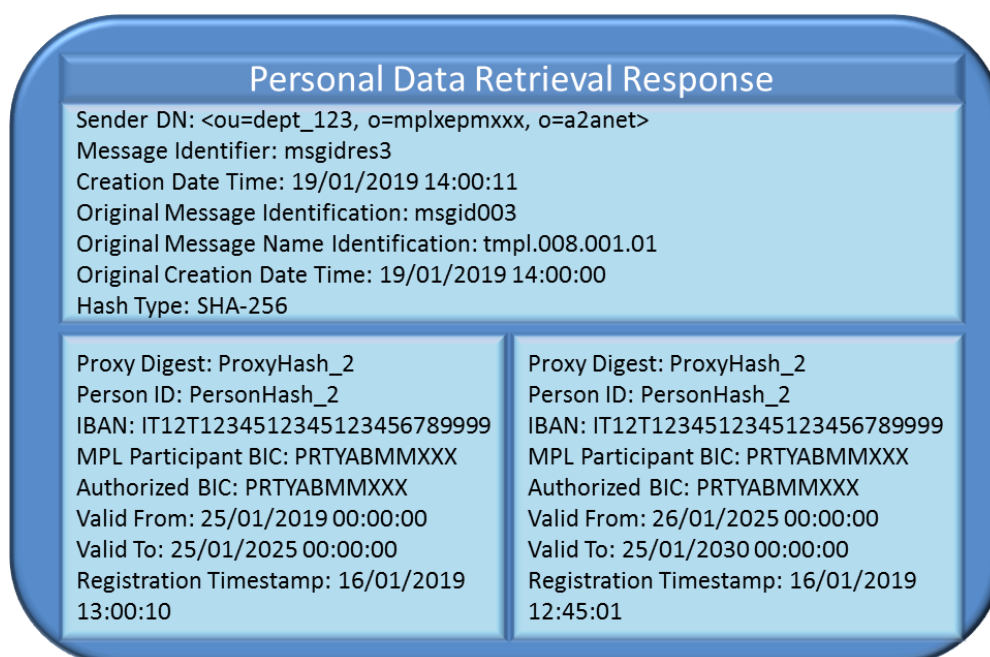 Personal Data Retrieval Response
Sender DN: <ou=dept_123, o=mplxepmxxx, o=a2anet>
Message Identifier: msgidres3
Creation Date Time: 19/01/2019 14:00:11
Original Message Identification: msgid003
Original Message Name Identification: tmpl.008.001.01
Original Creation Date Time: 19/01/2019 14:00:00
Hash Type: SHA-256
Proxy Digest: ProxyHash_2
Person ID: PersonHash_2
IBAN: IT12T1234512345123456789999
MPL Participant BIC: PRTYABMMXXX
Authorized BIC: PRTYABMMXXX
Valid From: 25/01/2019 00:00:00
Valid To: 25/01/2025 00:00:00
Registration Timestamp: 16/01/2019
13:00:10
Proxy Digest: ProxyHash_2
Person ID: PersonHash_2
IBAN: IT12T1234512345123456789999
MPL Participant BIC: PRTYABMMXXX
Authorized BIC: PRTYABMMXXX
Valid From: 26/01/2025 00:00:00
Valid To: 25/01/2030 00:00:00
Registration Timestamp: 16/01/2019
12:45:01